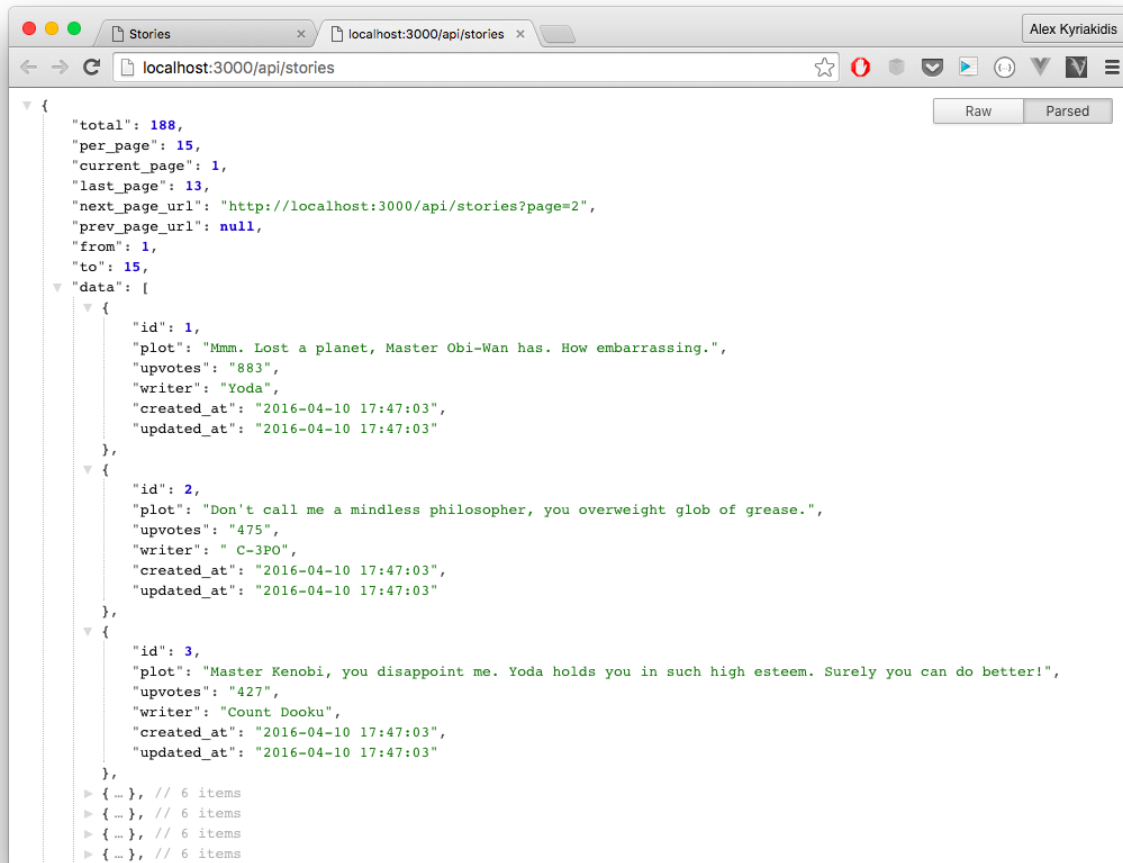 Stories
localhost:3000/api/stories
Alex Kyriakidis
localhost:3000/api/stories
Raw
Parsed
{
"total": 188,
"per_page": 15,
"current_page": 1,
"last_page": 13,
"next_page_url": "http://localhost:3000/api/stories?page=2",
"prev_page_url": null,
"from": 1,
"to": 15,
"data": [
{
"id": 1,
"plot": "Mmm. Lost a planet, Master Obi-Wan has. How embarrassing.",
"upvotes": "883",
"writer": "Yoda",
"created_at": "2016-04-10 17:47:03",
"updated_at": "2016-04-10 17:47:03"
},
{
"id": 2,
"plot": "Don't call me a mindless philosopher, you overweight glob of grease.",
"upvotes": "475",
"writer": " C-3PO",
"created_at": "2016-04-10 17:47:03",
"updated_at": "2016-04-10 17:47:03"
},
{
"id": 3,
"plot": "Master Kenobi, you disappoint me. Yoda holds you in such high esteem. Surely you can do better!",
"upvotes": "427",
"writer": "Count Dooku",
"created_at": "2016-04-10 17:47:03",
"updated_at": "2016-04-10 17:47:03"
},
{ … }, // 6 items
{ … }, // 6 items
{ … }, // 6 items
{ … }, // 6 items